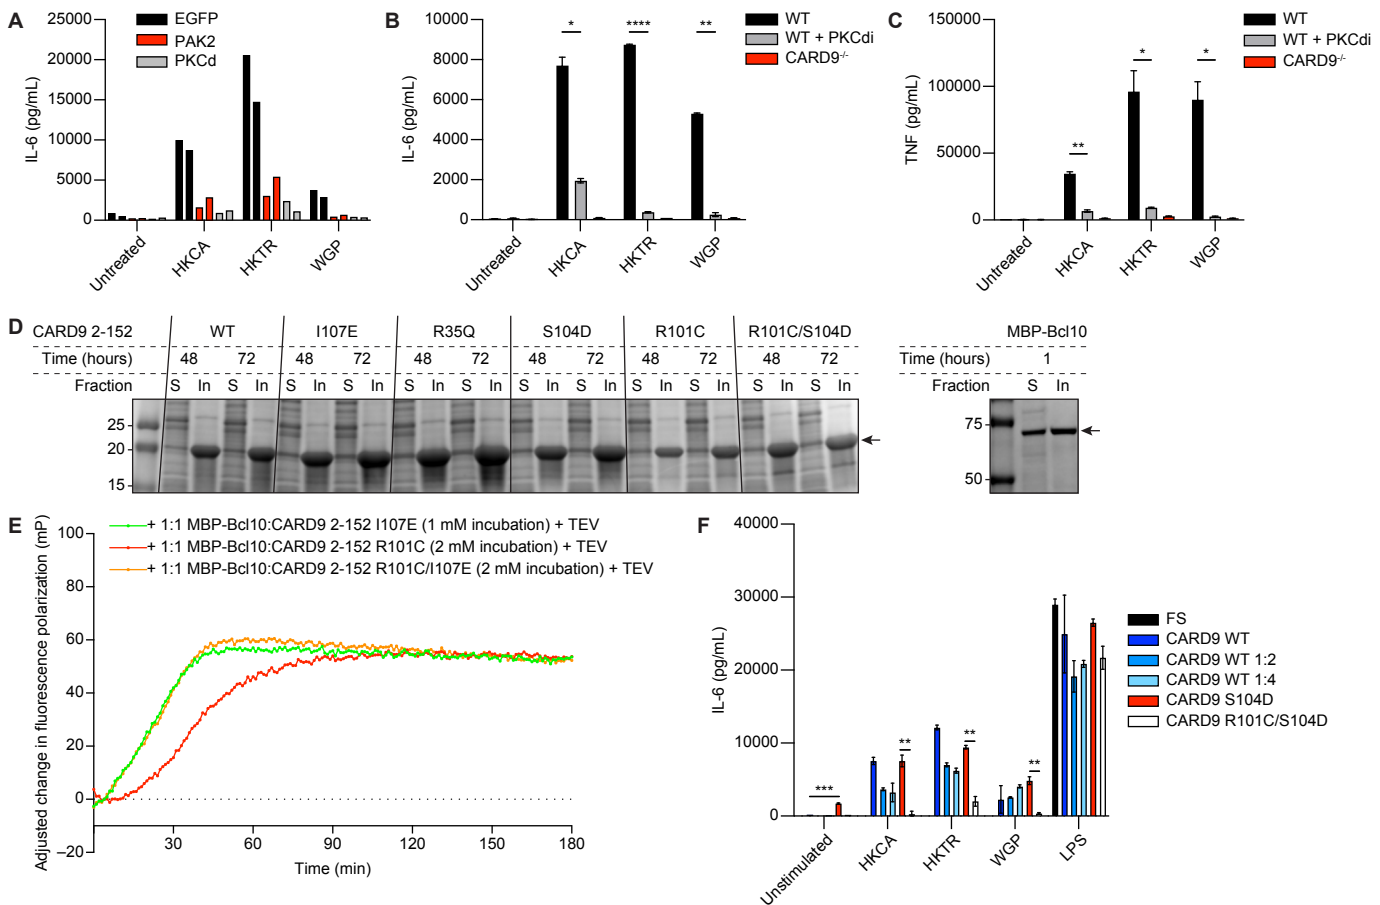 A
IL-6 (pg/mL)
25000
20000
15000
10000
5000
0
EGFP
PAK2
PKCd
Untreated
HKCA
HKTR
WGP
B
IL-6 (pg/mL)
10000
8000
6000
4000
2000
0
*
****
**
WT
WT + PKCdi
CARD9-/-
Untreated
HKCA
HKTR
WGP
C
TNF (pg/mL)
150000
100000
50000
0
**
*
*
WT
WT + PKCdi
CARD9-/-
Untreated
HKCA
HKTR
WGP
D
CARD9 2-152 WT I107E R35Q S104D R101C R101C/S104D
Time (hours) 48 72 48 72 48 72 48 72 48 72 48 72
Fraction S In S In S In S In S In S In S In S In S In S In S In S In
25
20
15
MBP-Bcl10
Time (hours) 1
Fraction S In
75
50
E
Adjusted change in fluorescence polarization (mP)
100
80
60
40
20
0
−20
+ 1:1 MBP-Bcl10:CARD9 2-152 I107E (1 mM incubation) + TEV
+ 1:1 MBP-Bcl10:CARD9 2-152 R101C (2 mM incubation) + TEV
+ 1:1 MBP-Bcl10:CARD9 2-152 R101C/I107E (2 mM incubation) + TEV
30 60 90 120 150 180
Time (min)
F
IL-6 (pg/mL)
40000
30000
20000
10000
0
***
**
**
**
FS
CARD9 WT
CARD9 WT 1:2
CARD9 WT 1:4
CARD9 S104D
CARD9 R101C/S104D
Unstimulated
HKCA
HKTR
WGP
LPS